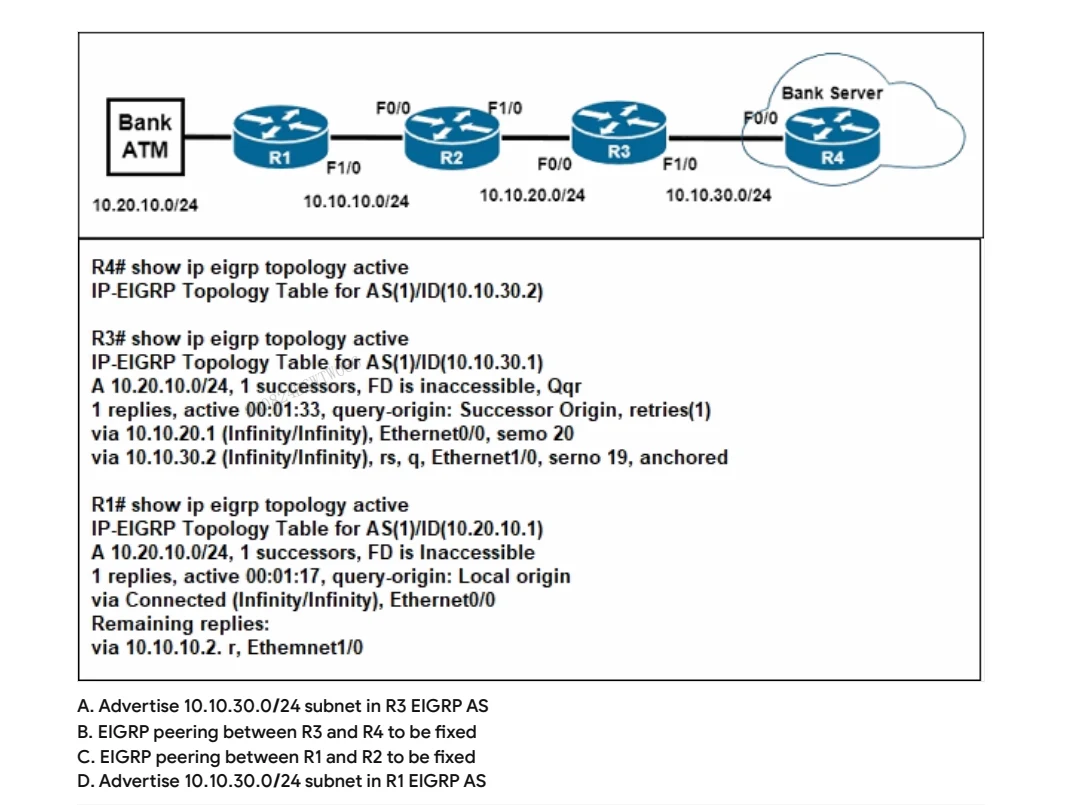 Bank Server
F0/0
F1/0
F0/0
Bank
ATM
R1
R2
R3
R4
F1/0
F0/0
F1/0
10.20.10.0/24
10.10.10.0/24
10.10.20.0/24
10.10.30.0/24
R4# show ip eigrp topology active
IP-EIGRP Topology Table for AS(1)/ID(10.10.30.2)
R3# show ip eigrp topology active
IP-EIGRP Topology Table for AS(1)/ID(10.10.30.1)
A 10.20.10.0/24, 1 successors, FD is inaccessible, Qqr
1 replies, active 00:01:33, query-origin: Successor Origin, retries(1)
via 10.10.20.1 (Infinity/Infinity), Ethernet0/0, semo 20
via 10.10.30.2 (Infinity/Infinity), rs, q, Ethernet1/0, serno 19, anchored
R1# show ip eigrp topology active
IP-EIGRP Topology Table for AS(1)/ID(10.20.10.1)
A 10.20.10.0/24, 1 successors, FD is Inaccessible
1 replies, active 00:01:17, query-origin: Local origin
via Connected (Infinity/Infinity), Ethernet0/0
Remaining replies:
via 10.10.10.2. r, Ethemnet1/0
A. Advertise 10.10.30.0/24 subnet in R3 EIGRP AS
B. EIGRP peering between R3 and R4 to be fixed
C. EIGRP peering between R1 and R2 to be fixed
D. Advertise 10.10.30.0/24 subnet in R1 EIGRP AS